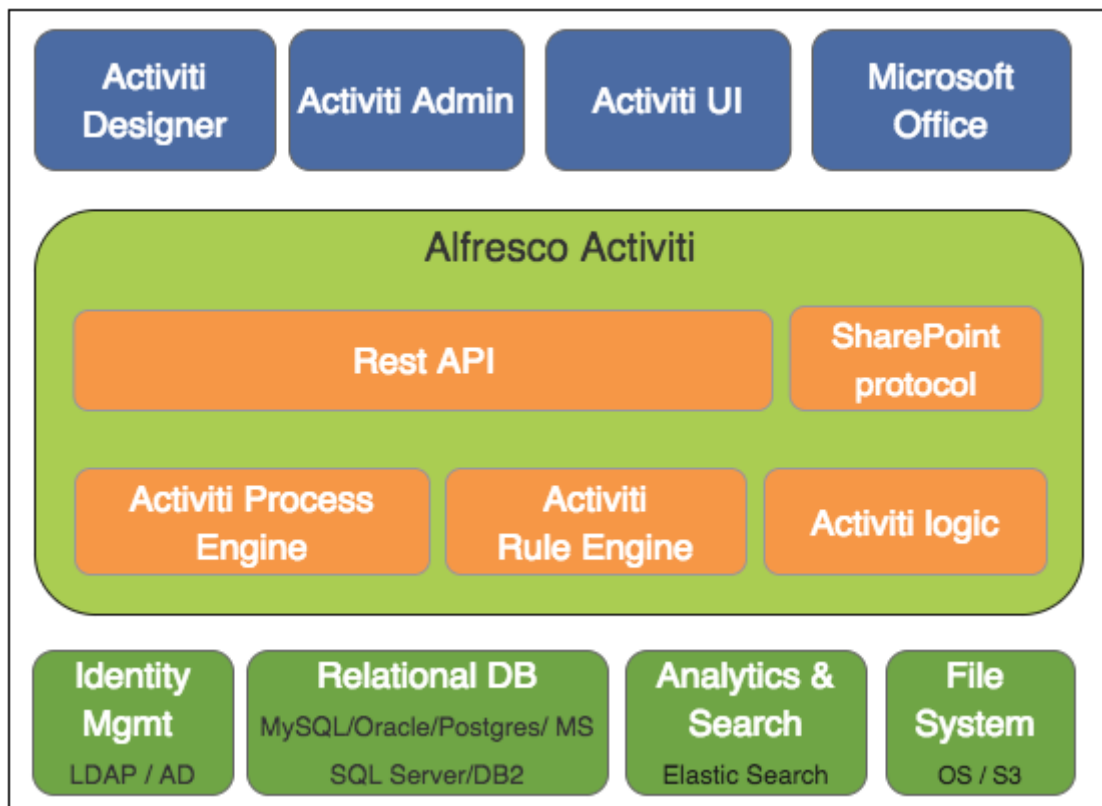 Activiti
Designer
Activiti Admin
Activiti UI
Microsoft
Office
Alfresco Activiti
Rest API
SharePoint
protocol
Activiti Process
Engine
Activiti
Rule Engine
Activiti logic
Identity
Mgmt
LDAP / AD
Relational DB
MySQL/Oracle/Postgres/ MS
SQL Server/DB2
Analytics &
Search
Elastic Search
File
System
OS / S3